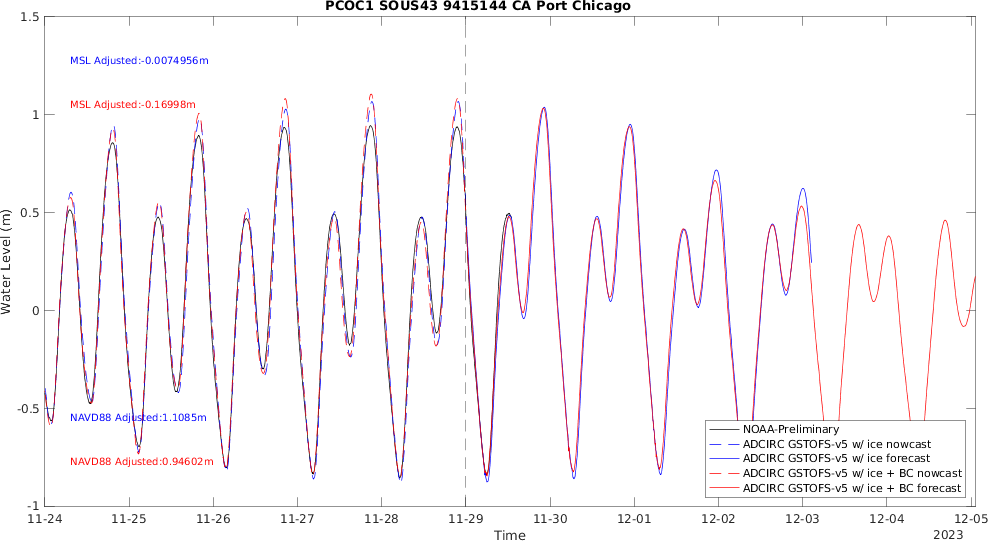 PCOC1 SOUS43 9415144 CA Port Chicago
1.5
MSL Adjusted:-0.0074956m
MSL Adjusted:-0.16998m
1
0.5
Water Level (m)
0
-0.5
NAVD88 Adjusted:1.1085m
NAVD88 Adjusted:0.94602m
NOAA-Preliminary
ADCIRC GSTOFS-v5 w/ ice nowcast
ADCIRC GSTOFS-v5 w/ ice forecast
ADCIRC GSTOFS-v5 w/ ice + BC nowcast
ADCIRC GSTOFS-v5 w/ ice + BC forecast
-1
11-24 11-25 11-26 11-27 11-28 11-29 11-30 12-01 12-02 12-03 12-04 12-05
Time
2023